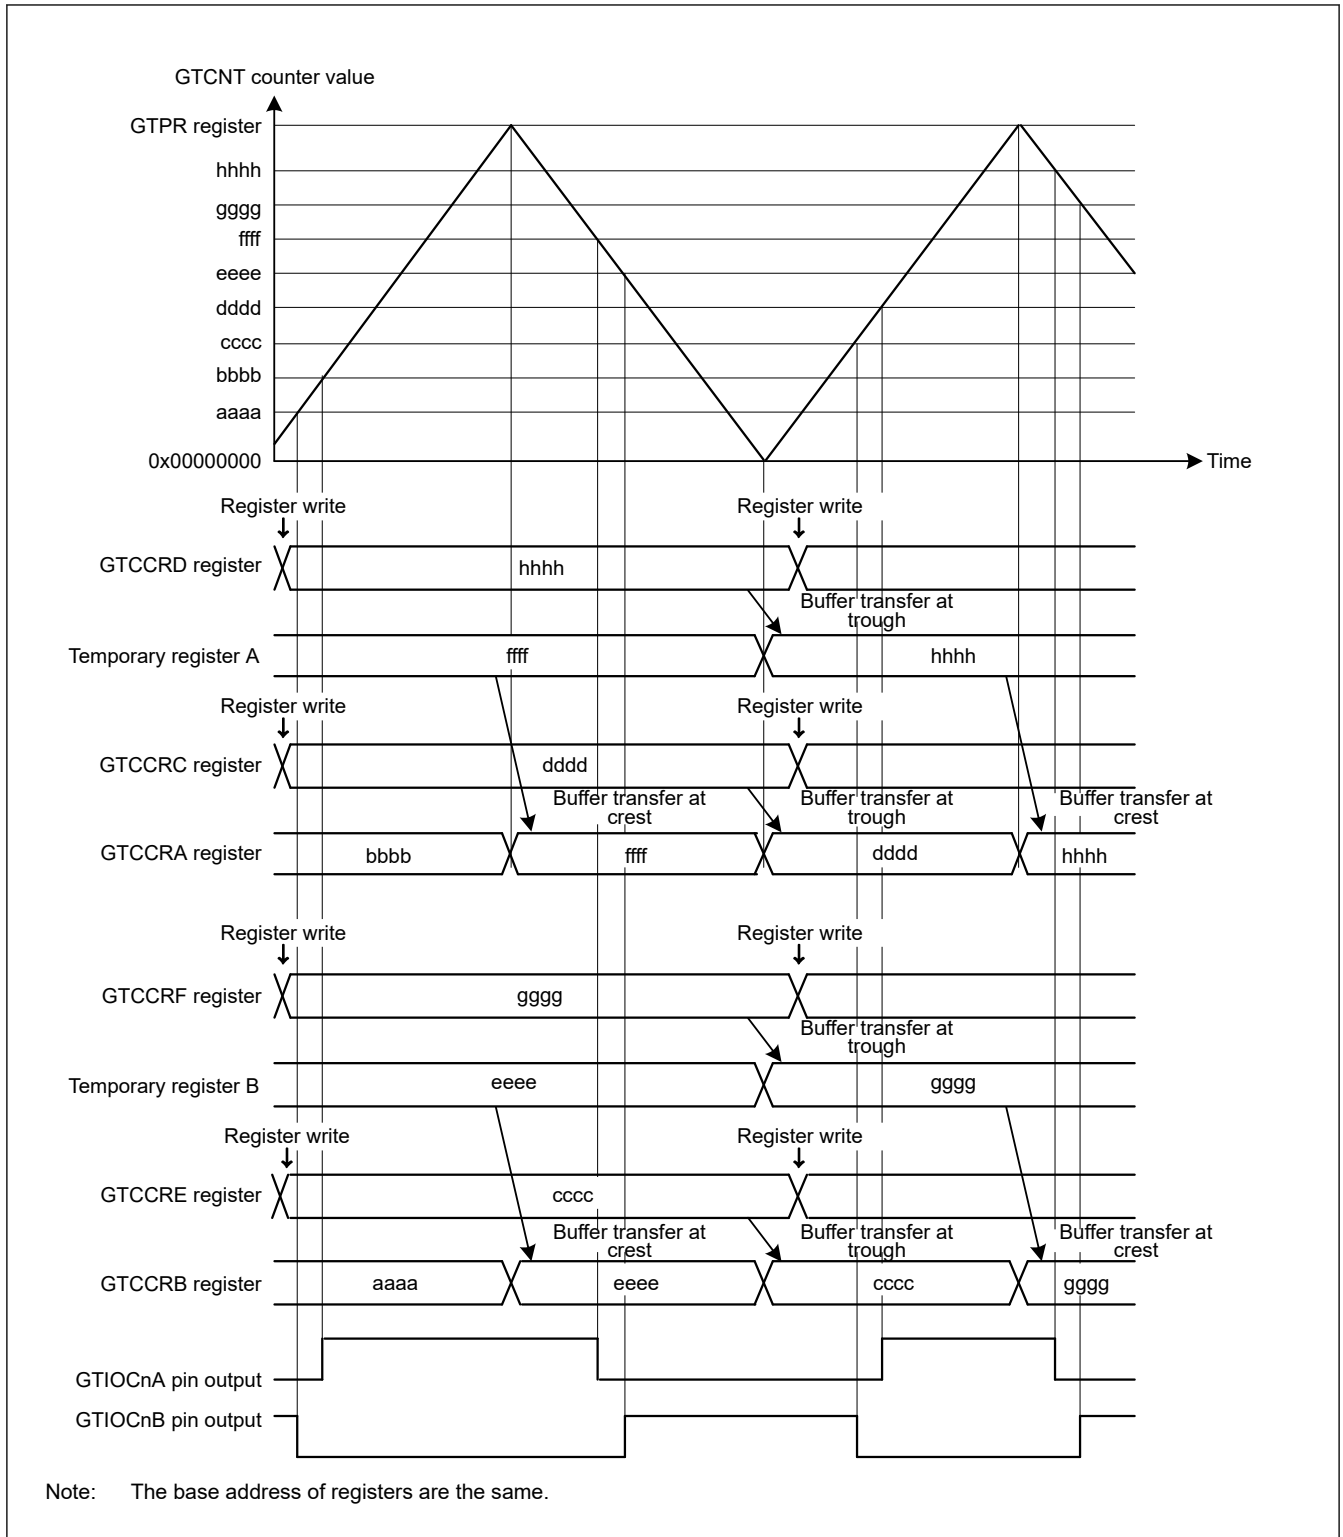 GTCNT counter value
GTPR register
hhhh
gggg
ffff
eeee
dddd
cccc
bbbb
aaaa
0x00000000
Time
Register write
Register write
GTCCRD register
hhhh
Buffer transfer at
trough
Temporary register A
ffff
hhhh
Register write
Register write
GTCCRC register
dddd
Buffer transfer at
crest
Buffer transfer at
trough
Buffer transfer at
crest
GTCCRA register
bbbb
ffff
dddd
hhhh
Register write
Register write
GTCCRF register
gggg
Buffer transfer at
trough
Temporary register B
eeee
gggg
Register write
Register write
GTCCRE register
cccc
Buffer transfer at
crest
Buffer transfer at
trough
Buffer transfer at
crest
GTCCRB register
aaaa
eeee
cccc
gggg
GTIOCnA pin output
GTIOCnB pin output
Note: The base address of registers are the same.